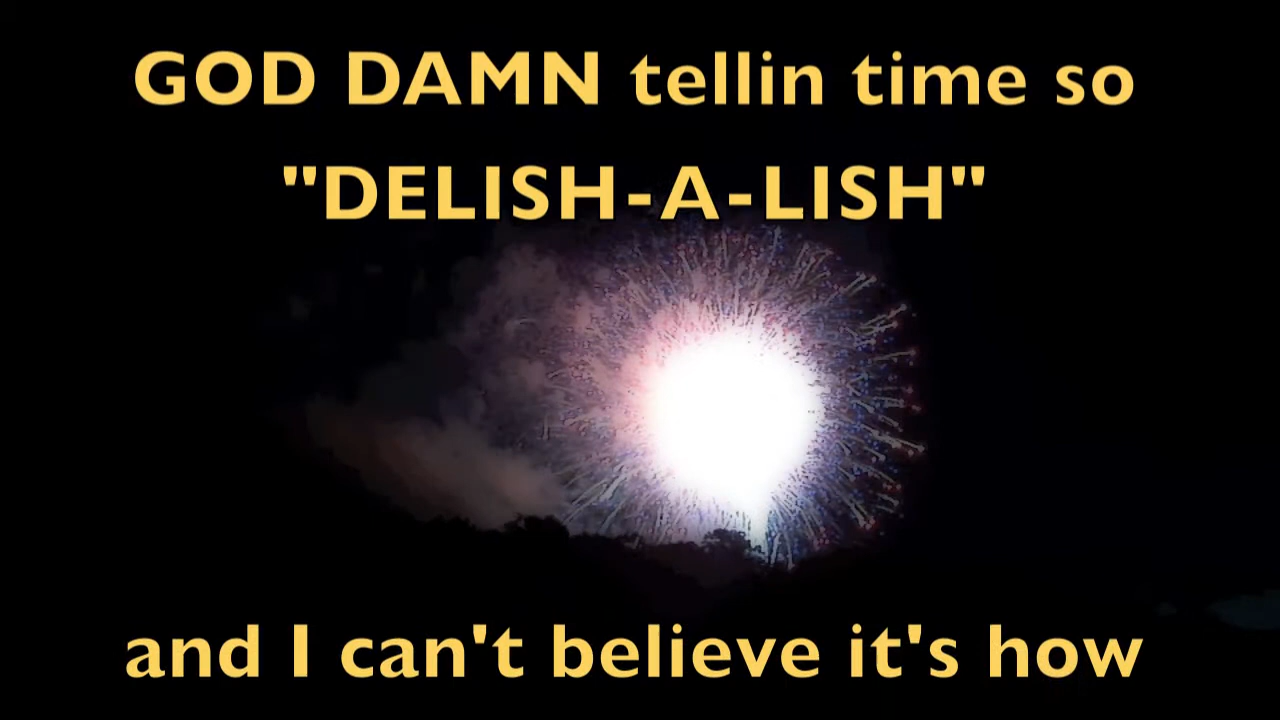 GOD DAMN tellin time so
"DELISH-A-LISH"
and I can't believe it's how